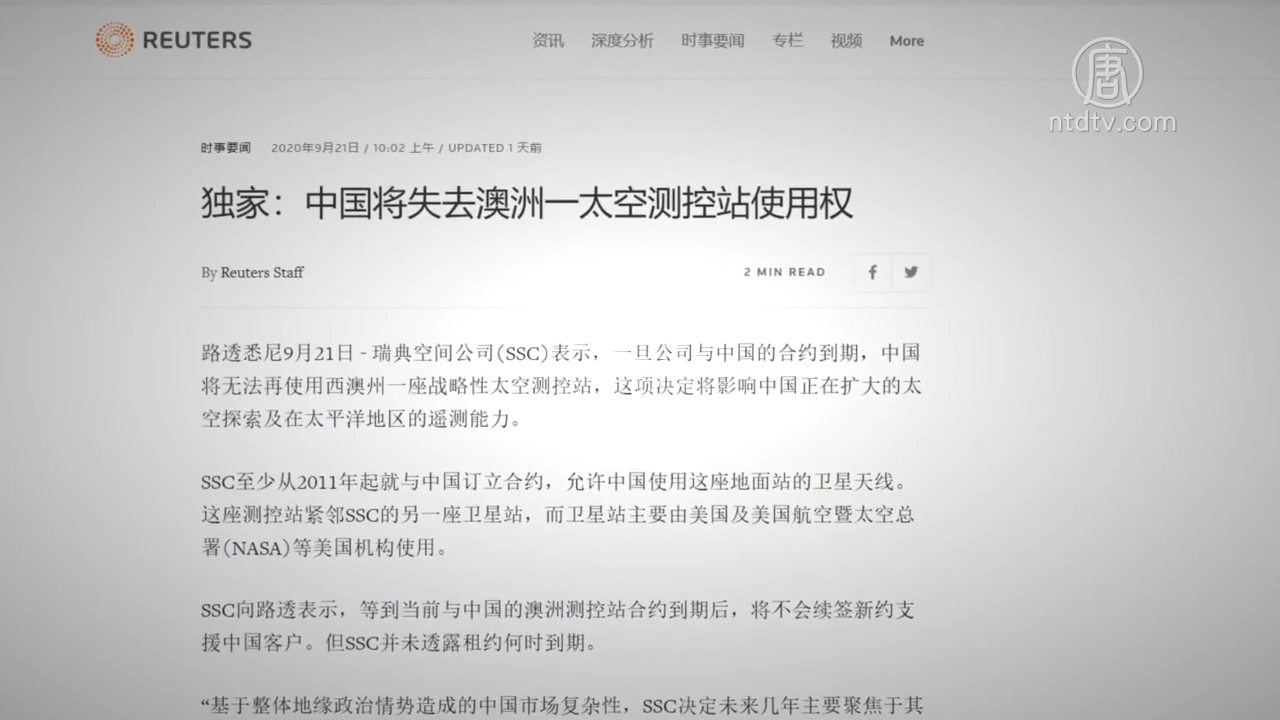 REUTERS
资讯 深度分析 时事要闻 专栏 视频 More
唐
ntdtv.com
时事要闻 2020年9月21日 / 10:02 上午 / UPDATED 1 天前
独家：中国将失去澳洲一太空测控站使用权
By Reuters Staff
2 MIN READ
路透悉尼9月21日 - 瑞典空间公司(SSC)表示，一旦公司与中国的合约到期，中国
将无法再使用西澳州一座战略性太空测控站，这项决定将影响中国正在扩大的太
空探索及在太平洋地区的遥测能力。
SSC至少从2011年起就与中国订立合约，允许中国使用这座地面站的卫星天线。
这座测控站紧邻SSC的另一座卫星站，而卫星站主要由美国及美国航空暨太空总
署(NASA)等美国机构使用。
SSC向路透表示，等到当前与中国的澳洲测控站合约到期后，将不会续签新约支
援中国客户。但SSC并未透露租约何时到期。
“基于整体地缘政治情势造成的中国市场复杂性，SSC决定未来几年主要聚焦于其